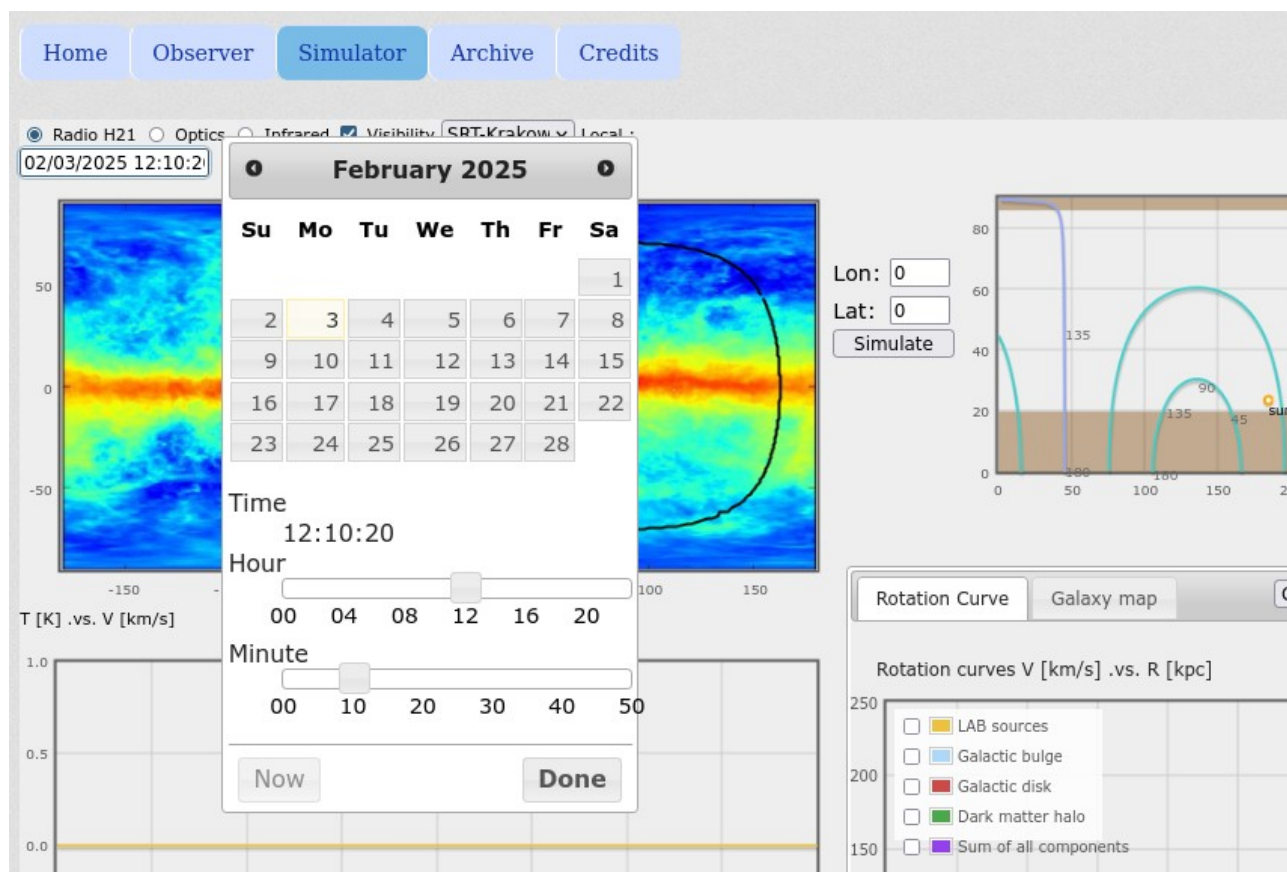 Home Observer Simulator Archive Credits
Radio H21 Optics Infrared Visibility SRT-Krakow Local :
02/03/2025 12:10:2
February 2025
Su Mo Tu We Th Fr Sa
1
2 3 4 5 6 7 8
9 10 11 12 13 14 15
16 17 18 19 20 21 22
23 24 25 26 27 28
Time
12:10:20
Hour
00 04 08 12 16 20
Minute
00 10 20 30 40 50
Now Done
50
0
-50
-150 - 100 150
Lon: 0
Lat: 0
Simulate
80
60
40
20
0
135
90
135 45
sun
180 180
0 50 100 150 2
T [K] .vs. V [km/s]
1.0
0.5
0.0
Rotation Curve Galaxy map
Rotation curves V [km/s] .vs. R [kpc]
250
200
150
LAB sources
Galactic bulge
Galactic disk
Dark matter halo
Sum of all components